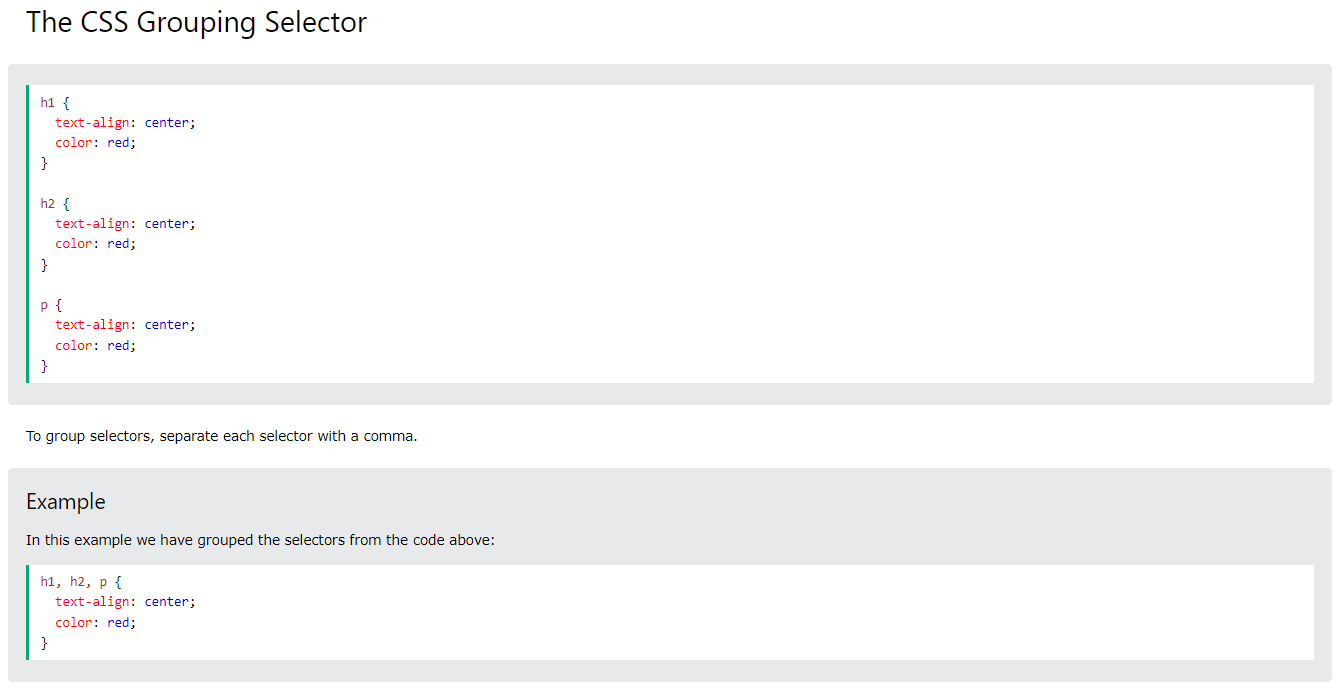 The CSS Grouping Selector
h1 {
  text-align: center;
  color: red;
}
h2 {
  text-align: center;
  color: red;
}
p {
  text-align: center;
  color: red;
}
To group selectors, separate each selector with a comma.
Example
In this example we have grouped the selectors from the code above:
h1, h2, p {
  text-align: center;
  color: red;
}